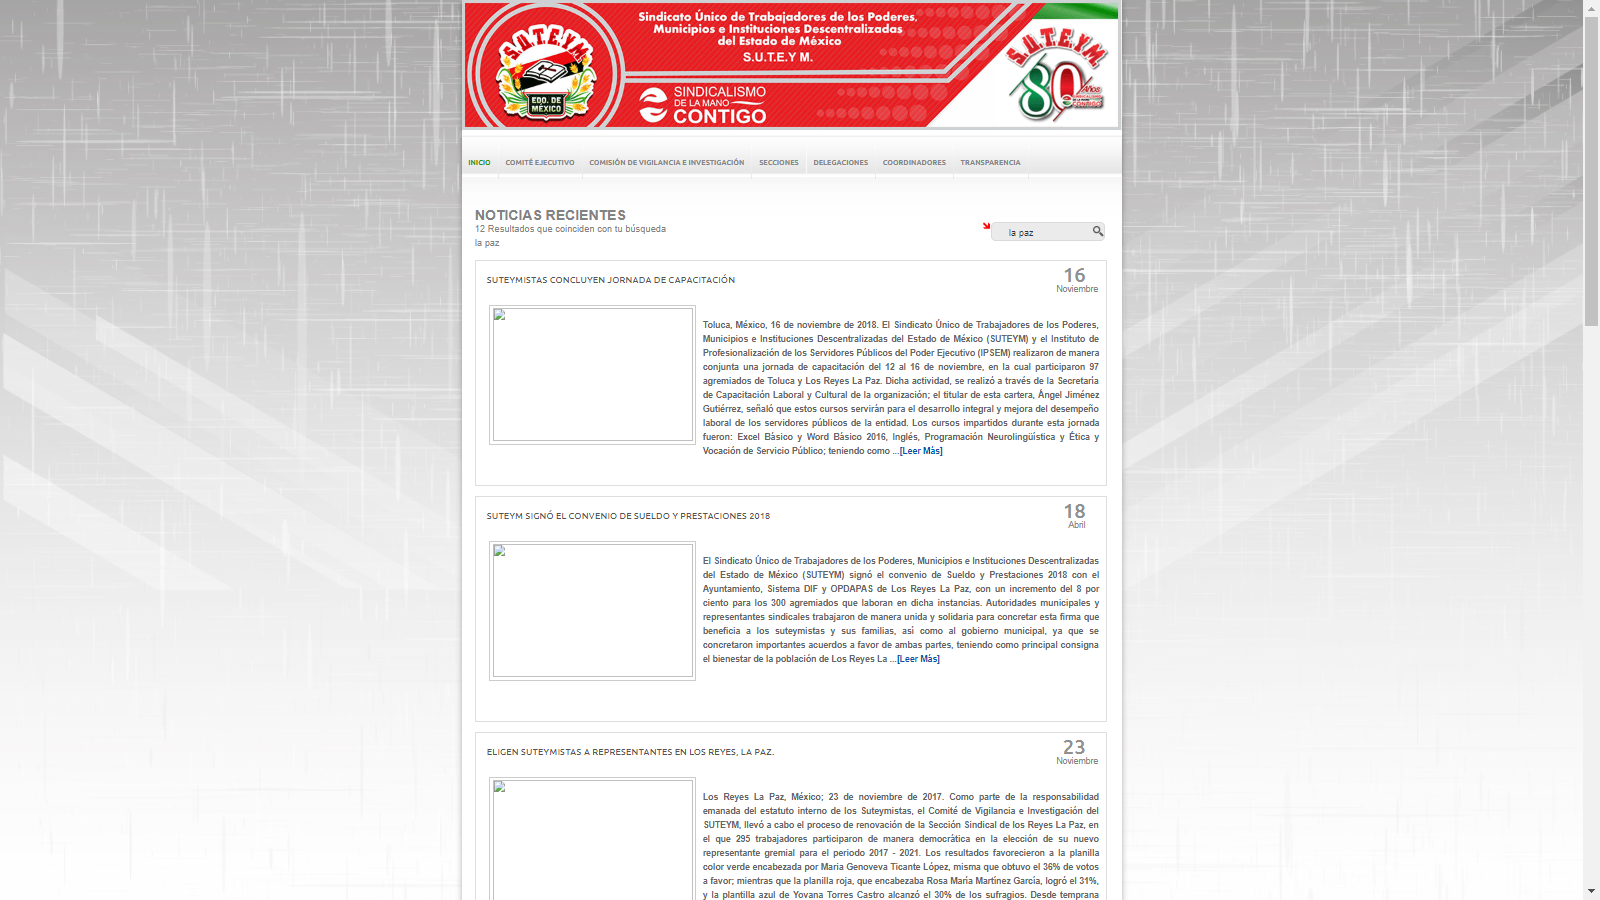 Sindicato Único de Trabajadores de los Poderes,
Municipios e Instituciones Descentralizadas
del Estado de México
S.U.T.E.Y M.
S.U.T.E.Y.M.
EDO. DE
MÉXICO
SINDICALISMO
DE LA MANO
CONTIGO
S.U.T.E.Y.M.
80 Años
SINDICALISMO
DE LA MANO
CONTIGO
INICIO
COMITÉ EJECUTIVO
COMISIÓN DE VIGILANCIA E INVESTIGACIÓN
SECCIONES
DELEGACIONES
COORDINADORES
TRANSPARENCIA
NOTICIAS RECIENTES
12 Resultados que coinciden con tu búsqueda
la paz
la paz
SUTEYMISTAS CONCLUYEN JORNADA DE CAPACITACIÓN
16
Noviembre
Toluca, México, 16 de noviembre de 2018. El Sindicato Único de Trabajadores de los Poderes,
Municipios e Instituciones Descentralizadas del Estado de México (SUTEYM) y el Instituto de
Profesionalización de los Servidores Públicos del Poder Ejecutivo (IPSEM) realizaron de manera
conjunta una jornada de capacitación del 12 al 16 de noviembre, en la cual participaron 97
agremiados de Toluca y Los Reyes La Paz. Dicha actividad, se realizó a través de la Secretaría
de Capacitación Laboral y Cultural de la organización; el titular de esta cartera, Ángel Jiménez
Gutiérrez, señaló que estos cursos servirán para el desarrollo integral y mejora del desempeño
laboral de los servidores públicos de la entidad. Los cursos impartidos durante esta jornada
fueron: Excel Básico y Word Básico 2016, Inglés, Programación Neurolingüística y Ética y
Vocación de Servicio Público; teniendo como ...[Leer Más]
SUTEYM SIGNÓ EL CONVENIO DE SUELDO Y PRESTACIONES 2018
18
Abril
El Sindicato Único de Trabajadores de los Poderes, Municipios e Instituciones Descentralizadas
del Estado de México (SUTEYM) signó el convenio de Sueldo y Prestaciones 2018 con el
Ayuntamiento, Sistema DIF y OPDAPAS de Los Reyes La Paz, con un incremento del 8 por
ciento para los 300 agremiados que laboran en dicha instancias. Autoridades municipales y
representantes sindicales trabajaron de manera unida y solidaria para concretar esta firma que
beneficia a los suteymistas y sus familias, así como al gobierno municipal, ya que se
concretaron importantes acuerdos a favor de ambas partes, teniendo como principal consigna
el bienestar de la población de Los Reyes La ...[Leer Más]
ELIGEN SUTEYMISTAS A REPRESENTANTES EN LOS REYES, LA PAZ.
23
Noviembre
Los Reyes La Paz, México; 23 de noviembre de 2017. Como parte de la responsabilidad
emanada del estatuto interno de los Suteymistas, el Comité de Vigilancia e Investigación del
SUTEYM, llevó a cabo el proceso de renovación de la Sección Sindical de los Reyes La Paz, en
el que 295 trabajadores participaron de manera democrática en la elección de su nuevo
representante gremial para el periodo 2017 - 2021. Los resultados favorecieron a la planilla
color verde encabezada por Maria Genoveva Ticante López, misma que obtuvo el 36% de votos
a favor; mientras que la planilla roja, que encabezaba Rosa María Martínez García, logró el 31%,
y la plantilla azul de Yovana Torres Castro alcanzó el 30% de los sufragios. Desde temprana